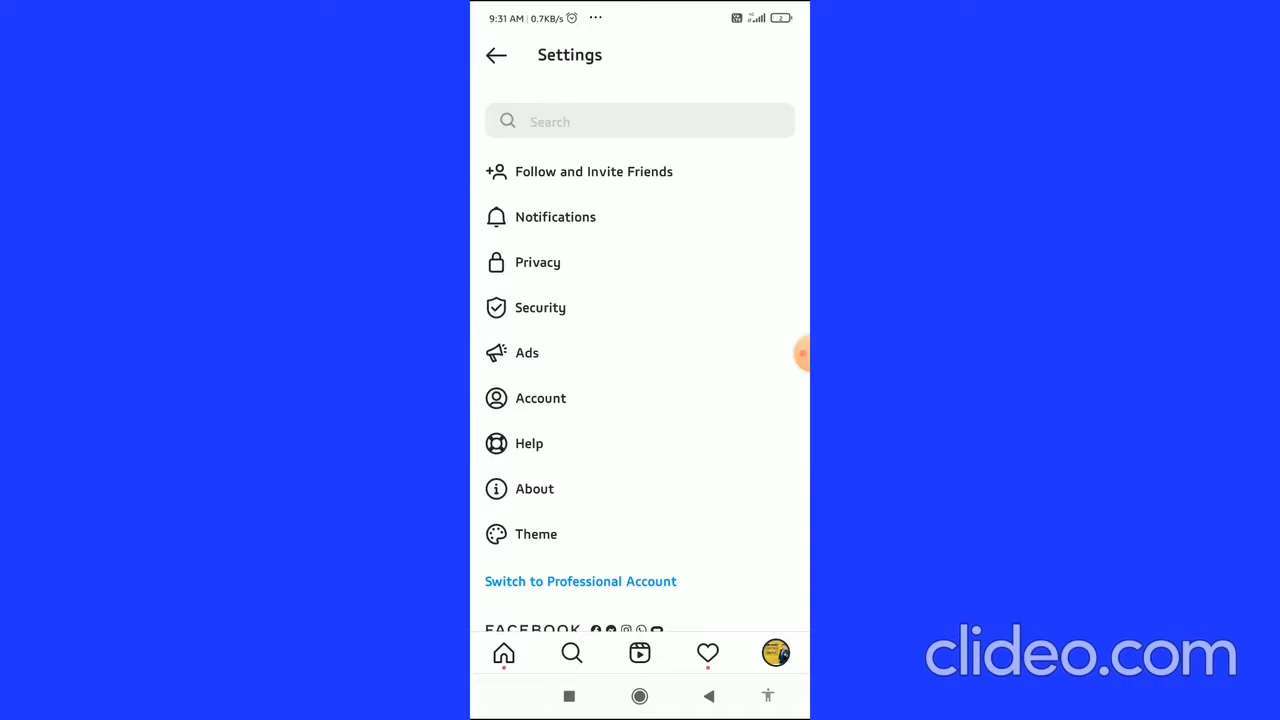 9:31 AM | 0.7KB/s ...
Settings
Search
Follow and Invite Friends
Notifications
Privacy
Security
Ads
Account
Help
About
Theme
Switch to Professional Account
FACEBOOK
clideo.com